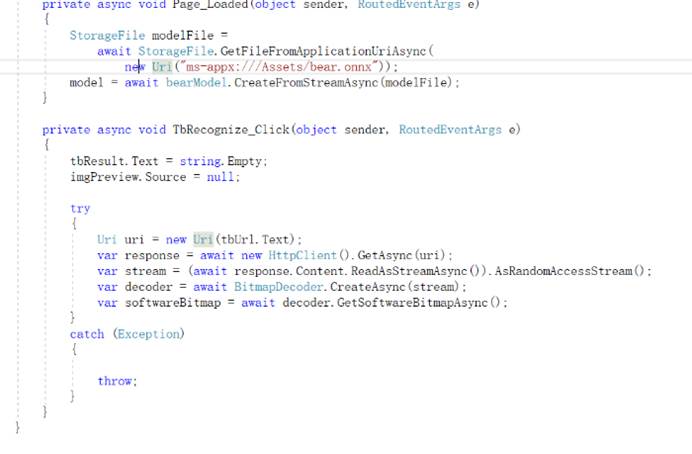 private async void Page_Loaded(object sender, RoutedEventArgs e)
{
StorageFile modelFile =
await StorageFile.GetFileFromApplicationUriAsync(
new Uri("ms-appx:///Assets/bear.onnx"));
model = await bearModel.CreateFromStreamAsync(modelFile);
}
private async void TbRecognize_Click(object sender, RoutedEventArgs e)
{
tbResult.Text = string.Empty;
imgPreview.Source = null;
try
{
Uri uri = new Uri(tbUrl.Text);
var response = await new HttpClient().GetAsync(uri);
var stream = (await response.Content.ReadAsStreamAsync()).AsRandomAccessStream();
var decoder = await BitmapDecoder.CreateAsync(stream);
var softwareBitmap = await decoder.GetSoftwareBitmapAsync();
}
catch (Exception)
{
throw;
}
}
}